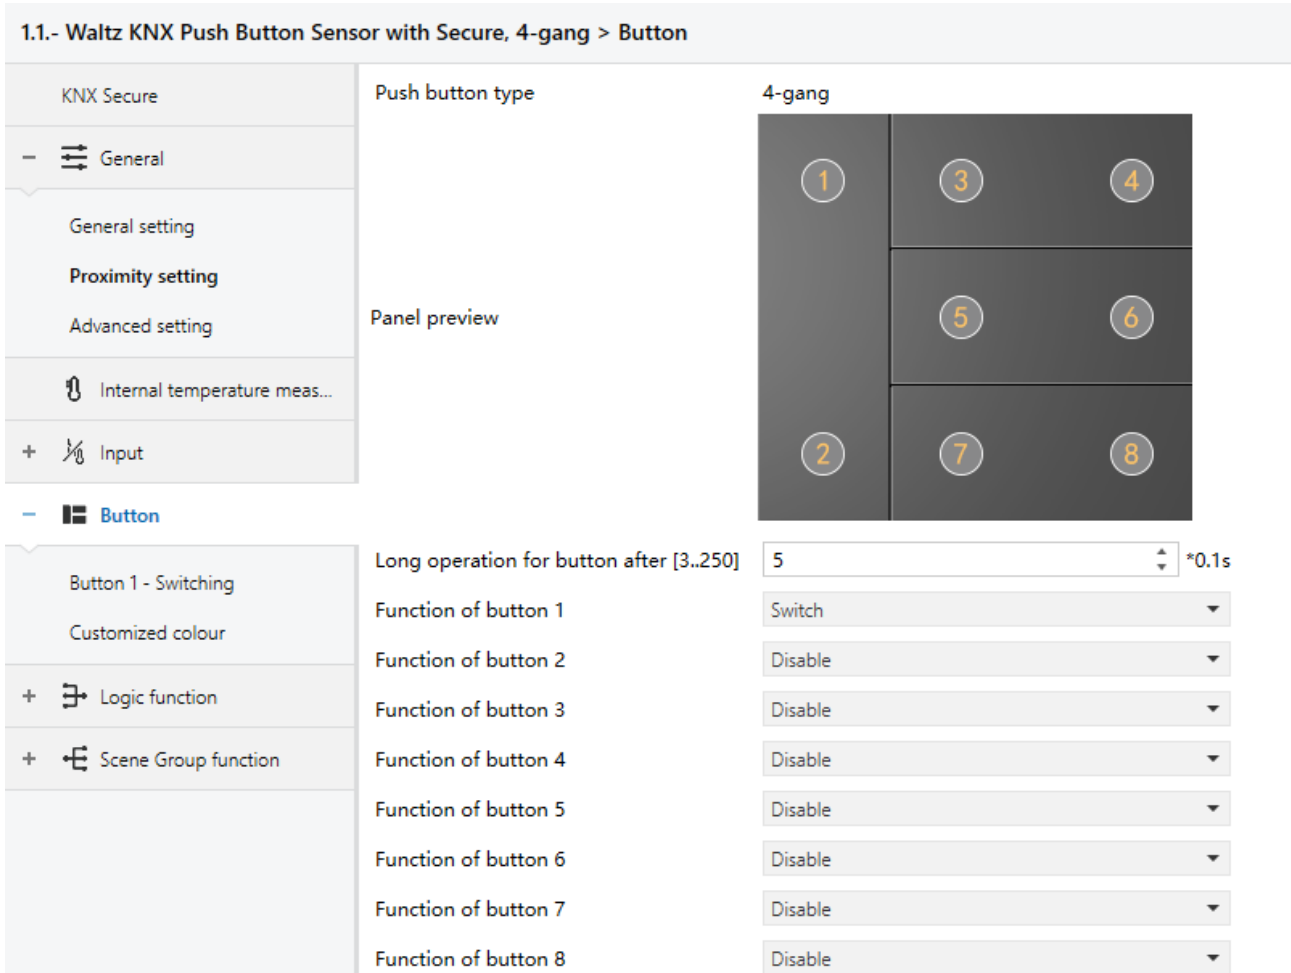 1.1.- Waltz KNX Push Button Sensor with Secure, 4-gang > Button
KNX Secure
General
General setting
Proximity setting
Advanced setting
Internal temperature meas...
Input
Button
Button 1 - Switching
Customized colour
Logic function
Scene Group function
Push button type 4-gang
Panel preview
1 3 4
5 6
2 7 8
Long operation for button after [3..250] 5 *0.1s
Function of button 1 Switch
Function of button 2 Disable
Function of button 3 Disable
Function of button 4 Disable
Function of button 5 Disable
Function of button 6 Disable
Function of button 7 Disable
Function of button 8 Disable